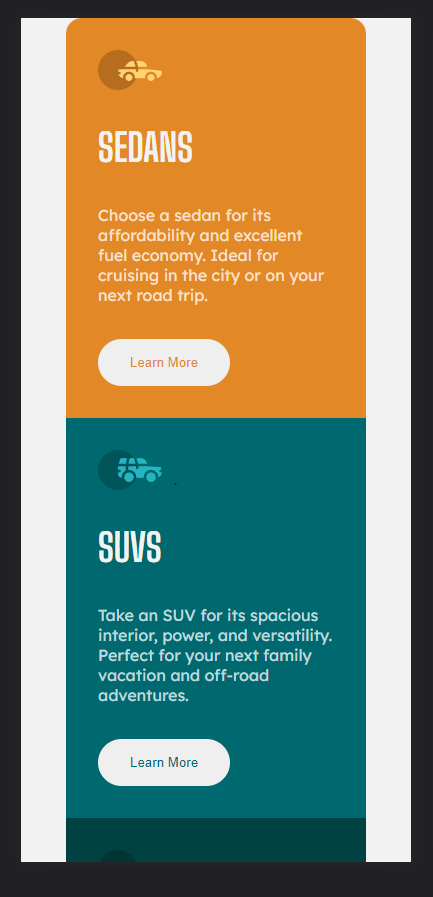 SEDANS
Choose a sedan for its
affordability and excellent
fuel economy. Ideal for
cruising in the city or on your
next road trip.
Learn More
.
SUVS
Take an SUV for its spacious
interior, power, and versatility.
Perfect for your next family
vacation and off-road
adventures.
Learn More